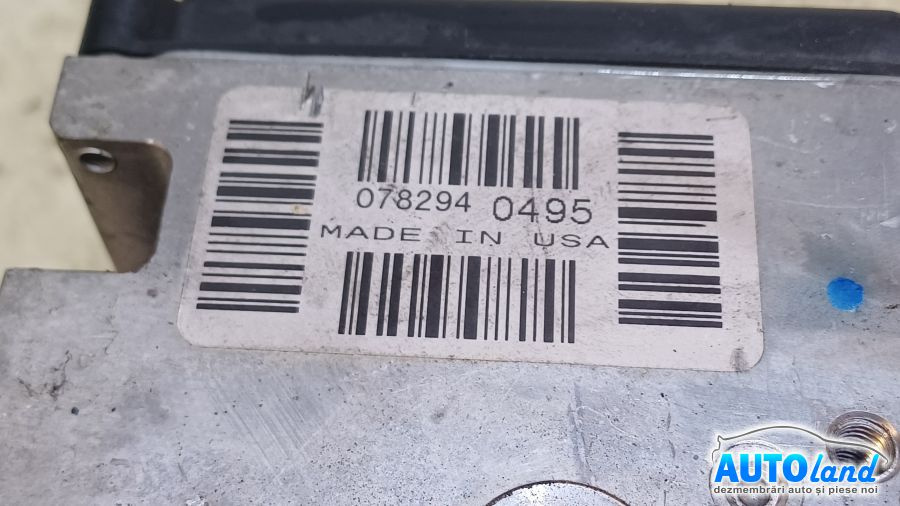 078294 0495
MADE IN USA
AUTOland
dezmembrări auto și piese noi